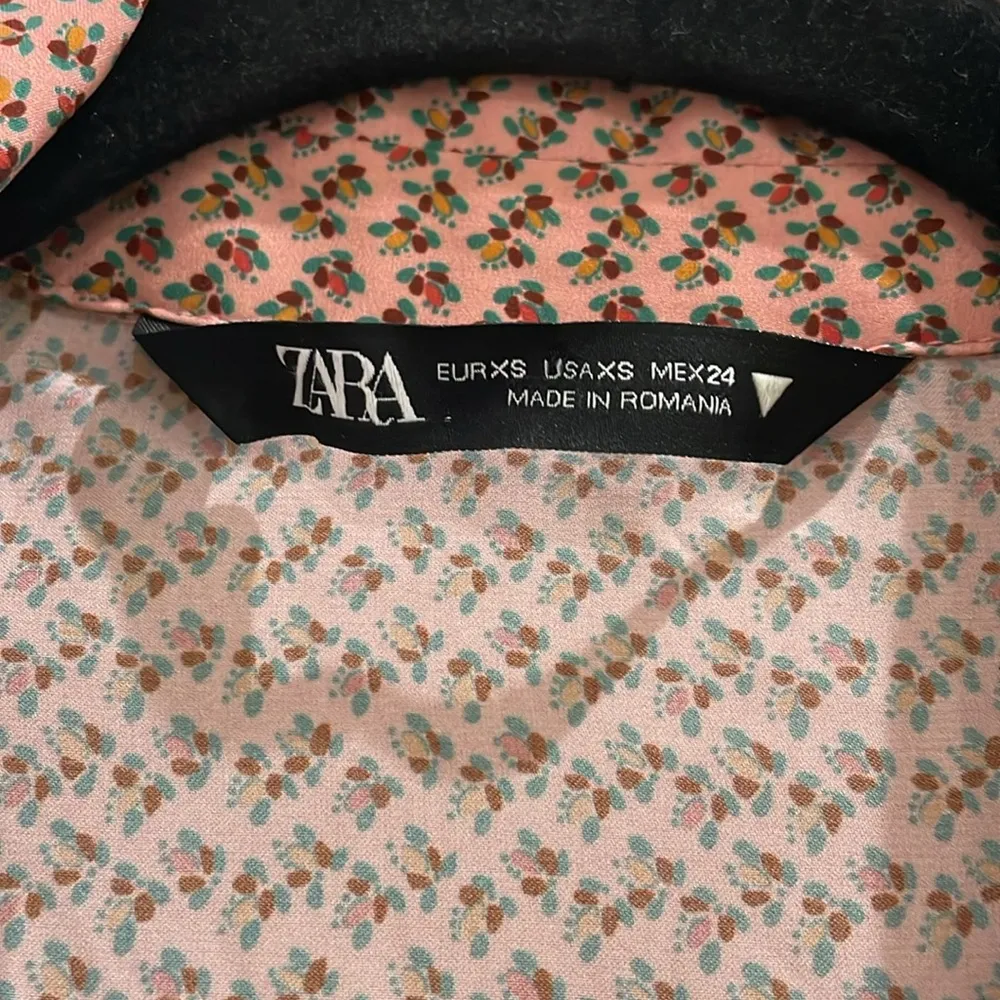 ZARA
EUR XS USA XS MEX 24
MADE IN ROMANIA